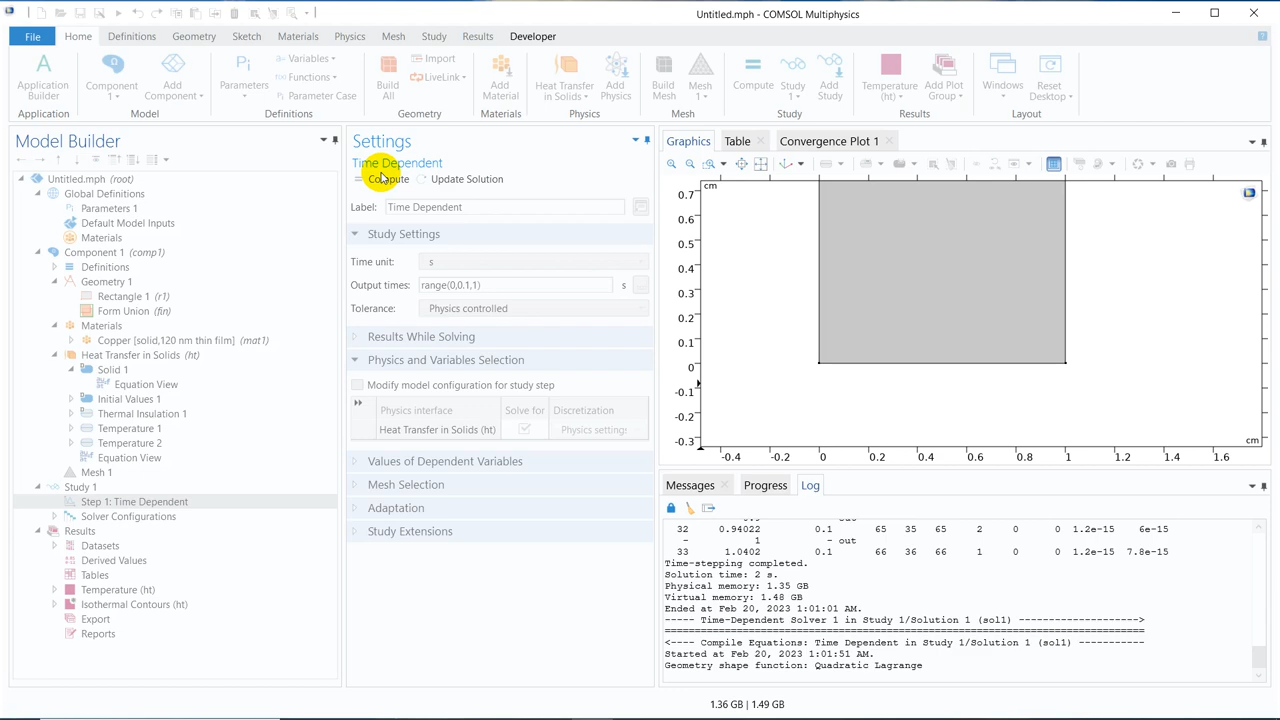 Untitled.mph - COMSOL Multiphysics
File Home Definitions Geometry Sketch Materials Physics Mesh Study Results Developer
Application Builder
Component 1
Add Component
Pi Parameters
Variables
Functions
Parameter Case
Build All
Import
LiveLink
Add Material
Heat Transfer in Solids
Add Physics
Build Mesh
Mesh 1
Compute
Study 1
Add Study
Temperature (ht)
Add Plot Group
Windows
Reset Desktop
Application Model Definitions Geometry Materials Physics Mesh Study Results Layout
Model Builder
Untitled.mph (root)
Global Definitions
Parameters 1
Default Model Inputs
Materials
Component 1 (comp1)
Definitions
Geometry 1
Rectangle 1 (r1)
Form Union (fin)
Materials
Copper [solid,120 nm thin film] (mat1)
Heat Transfer in Solids (ht)
Solid 1
Equation View
Initial Values 1
Thermal Insulation 1
Temperature 1
Temperature 2
Equation View
Mesh 1
Study 1
Step 1: Time Dependent
Solver Configurations
Results
Datasets
Derived Values
Tables
Temperature (ht)
Isothermal Contours (ht)
Export
Reports
Settings
Time Dependent
Compute Update Solution
Label: Time Dependent
Study Settings
Time unit: s
Output times: range(0,0.1,1) s
Tolerance: Physics controlled
Results While Solving
Physics and Variables Selection
Modify model configuration for study step
Physics interface Solve for Discretization
Heat Transfer in Solids (ht) Physics settings
Values of Dependent Variables
Mesh Selection
Adaptation
Study Extensions
Graphics Table Convergence Plot 1
cm
0.7
0.6
0.5
0.4
0.3
0.2
0.1
0
-0.1
-0.2
-0.3
cm
-0.4 -0.2 0 0.2 0.4 0.6 0.8 1 1.2 1.4 1.6
Messages Progress Log
32 0.94022 0.1 65 35 65 2 0 0 1.2e-15 6e-15
- 1 - out
33 1.0402 0.1 66 36 66 1 0 0 1.2e-15 7.8e-15
Time-stepping completed.
Solution time: 2 s.
Physical memory: 1.35 GB
Virtual memory: 1.48 GB
Ended at Feb 20, 2023 1:01:01 AM.
----- Time-Dependent Solver 1 in Study 1/Solution 1 (sol1) -------------------->
=====================================================================
<---- Compile Equations: Time Dependent in Study 1/Solution 1 (sol1) -----------
Started at Feb 20, 2023 1:01:51 AM.
Geometry shape function: Quadratic Lagrange
1.36 GB | 1.49 GB